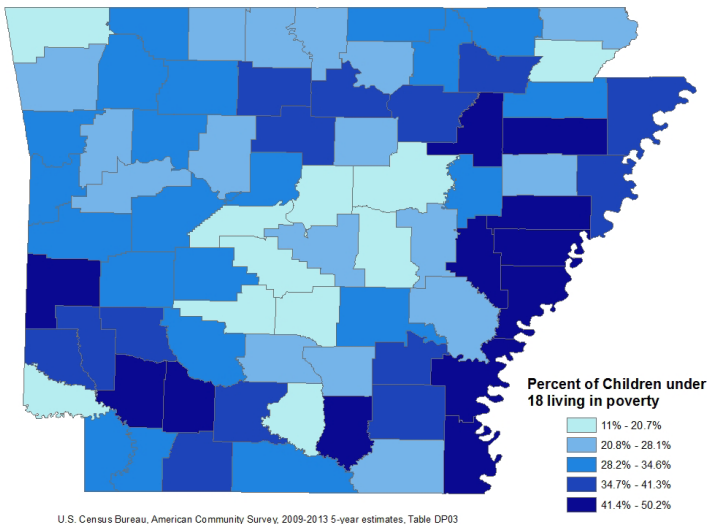 Percent of Children under
18 living in poverty
11% - 20.7%
20.8% - 28.1%
28.2% - 34.6%
34.7% - 41.3%
41.4% - 50.2%
U.S. Census Bureau, American Community Survey, 2009-2013 5-year estimates, Table DP03